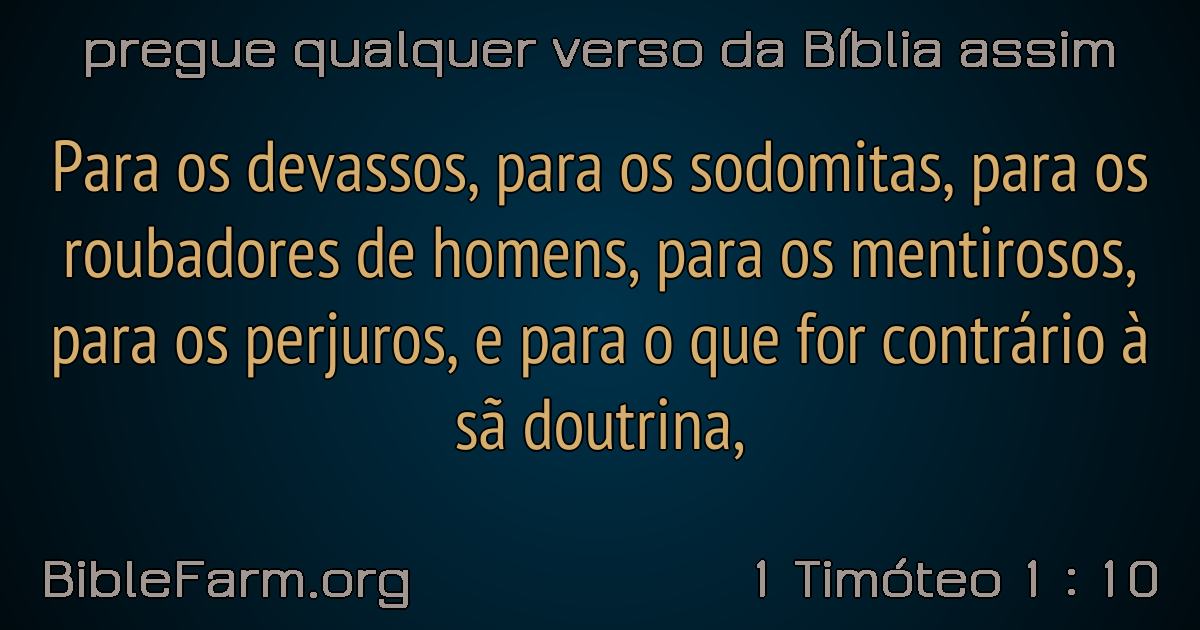 pregue qualquer verso da Bíblia assim
Para os devassos, para os sodomitas, para os
roubadores de homens, para os mentirosos,
para os perjuros, e para o que for contrário à
sã doutrina,
BibleFarm.org
1 Timóteo 1 : 10